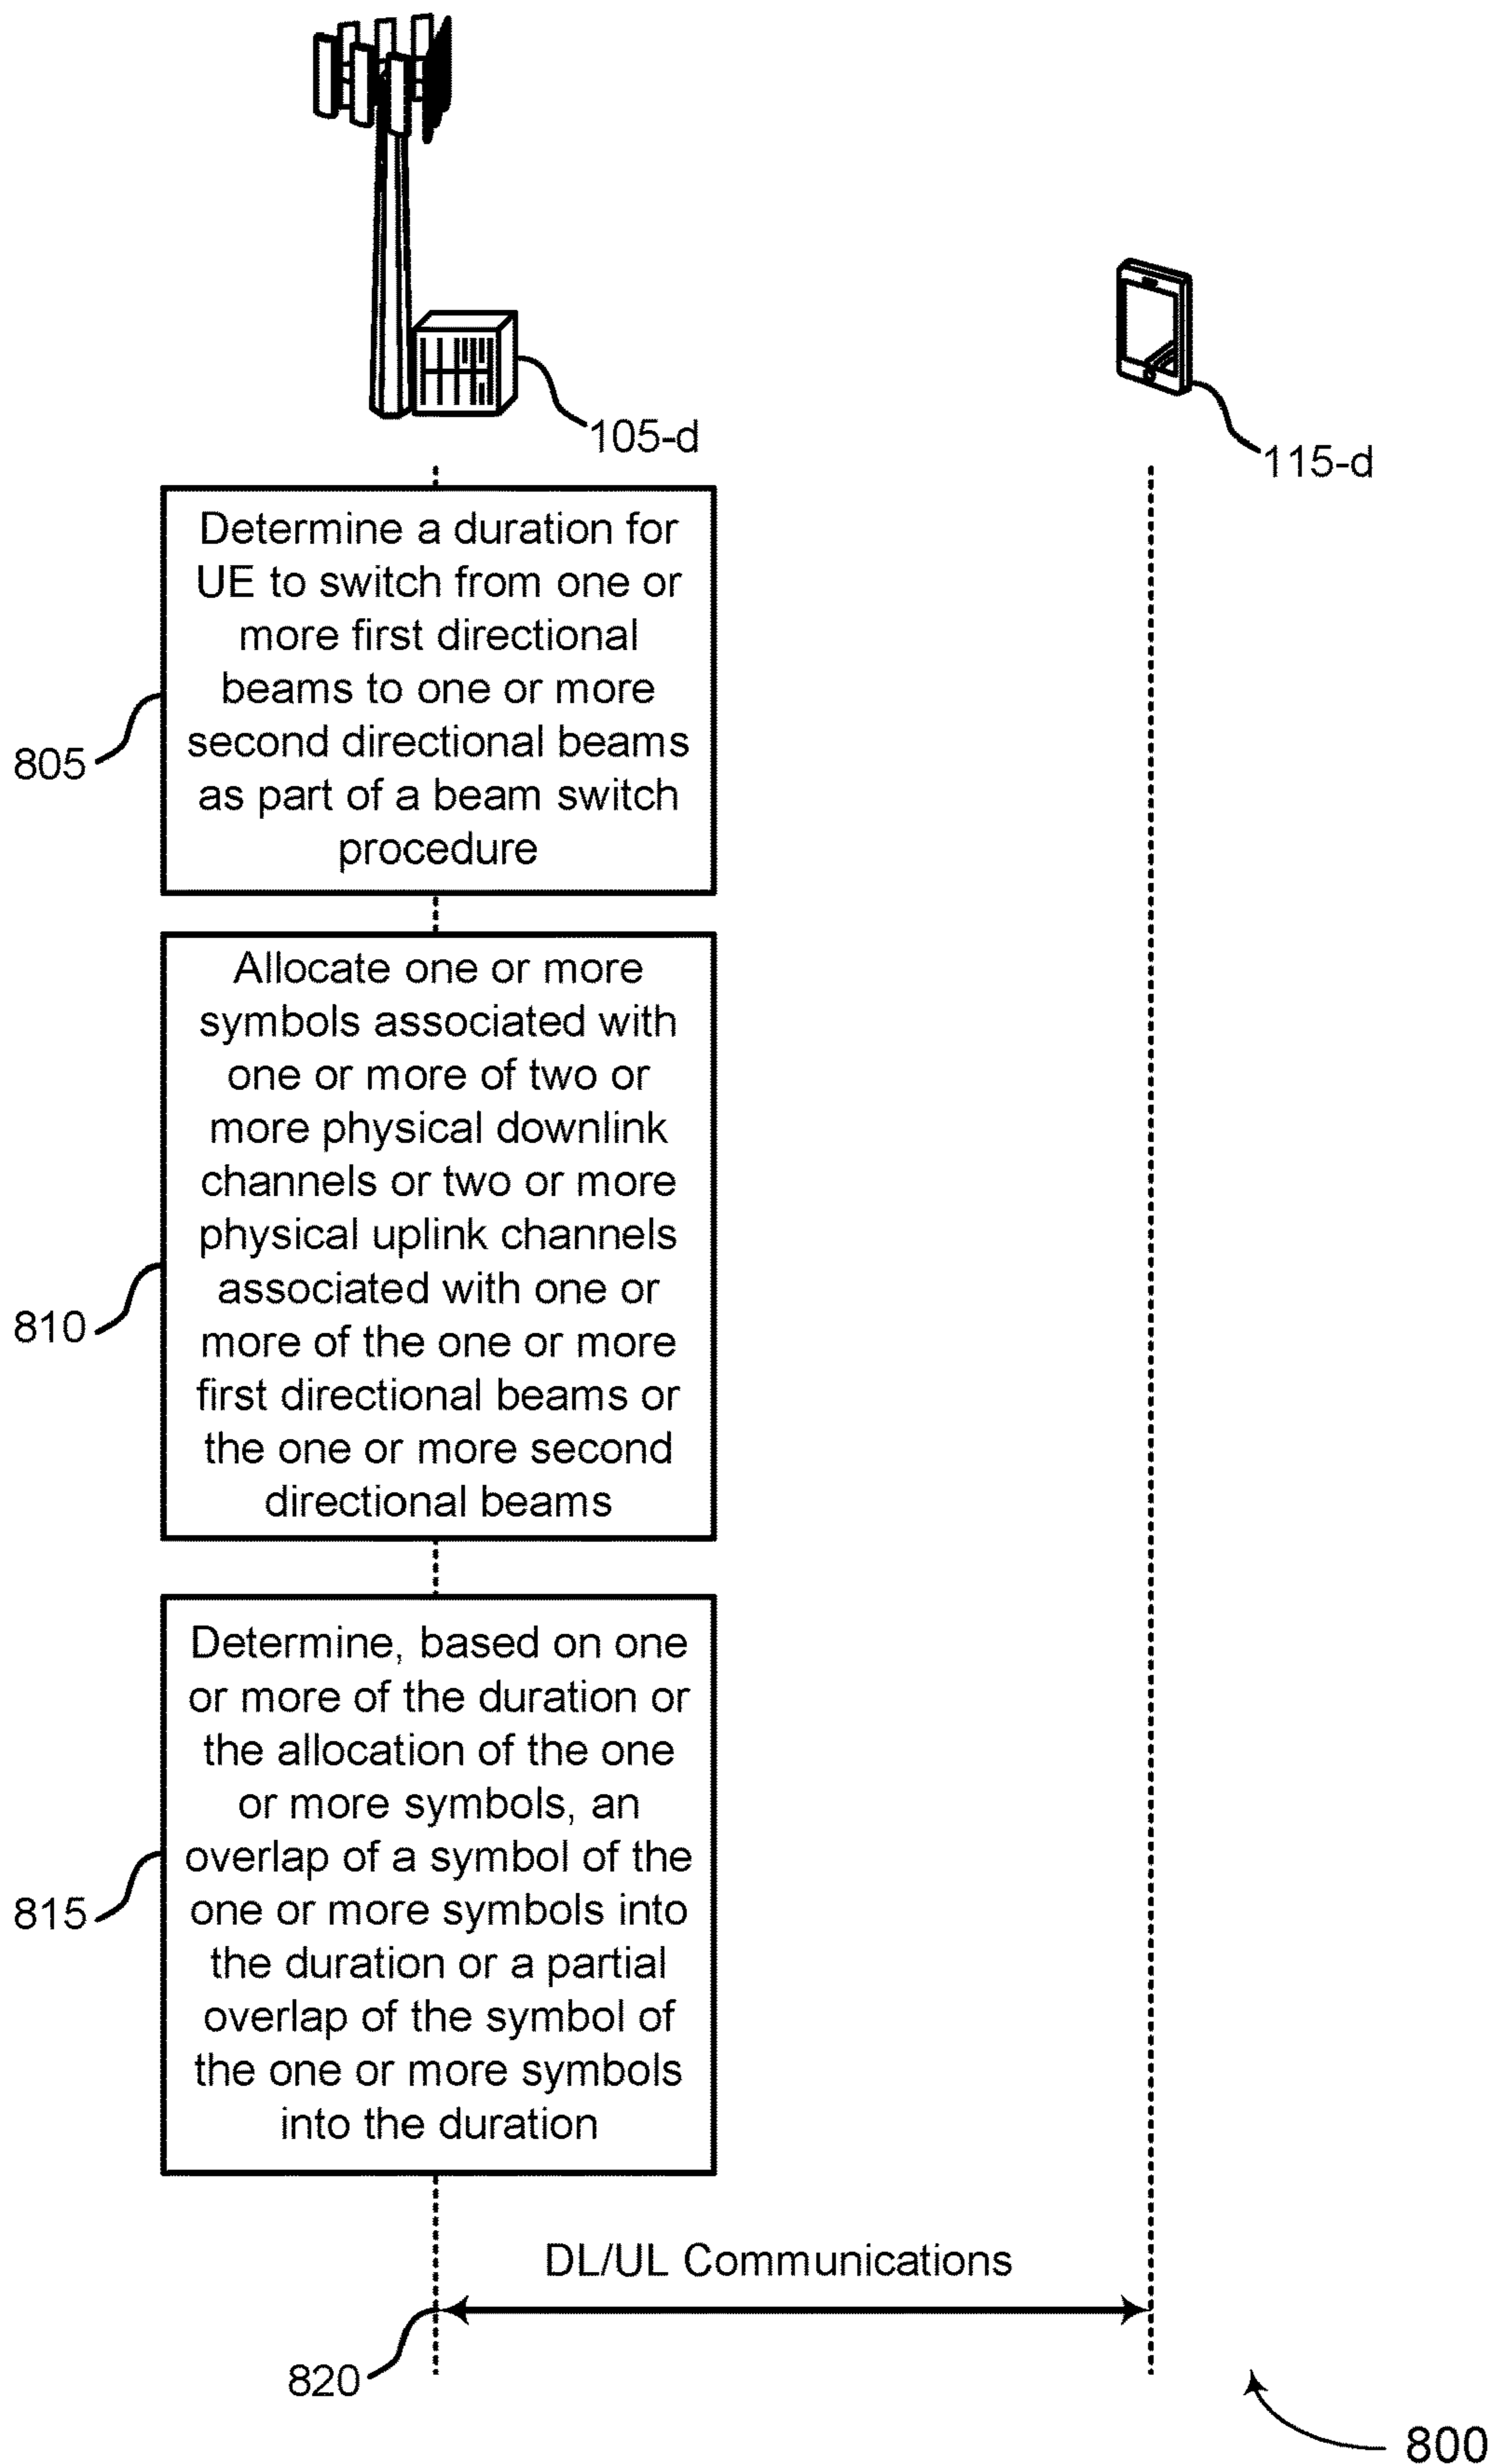 105-d
115-d
Determine a duration for
UE to switch from one or
more first directional
beams to one or more
second directional beams
as part of a beam switch
procedure
805
Allocate one or more
symbols associated with
one or more of two or
more physical downlink
channels or two or more
physical uplink channels
associated with one or
more of the one or more
first directional beams or
the one or more second
directional beams
810
Determine, based on one
or more of the duration or
the allocation of the one
or more symbols, an
overlap of a symbol of the
one or more symbols into
the duration or a partial
overlap of the symbol of
the one or more symbols
into the duration
815
DL/UL Communications
820
800